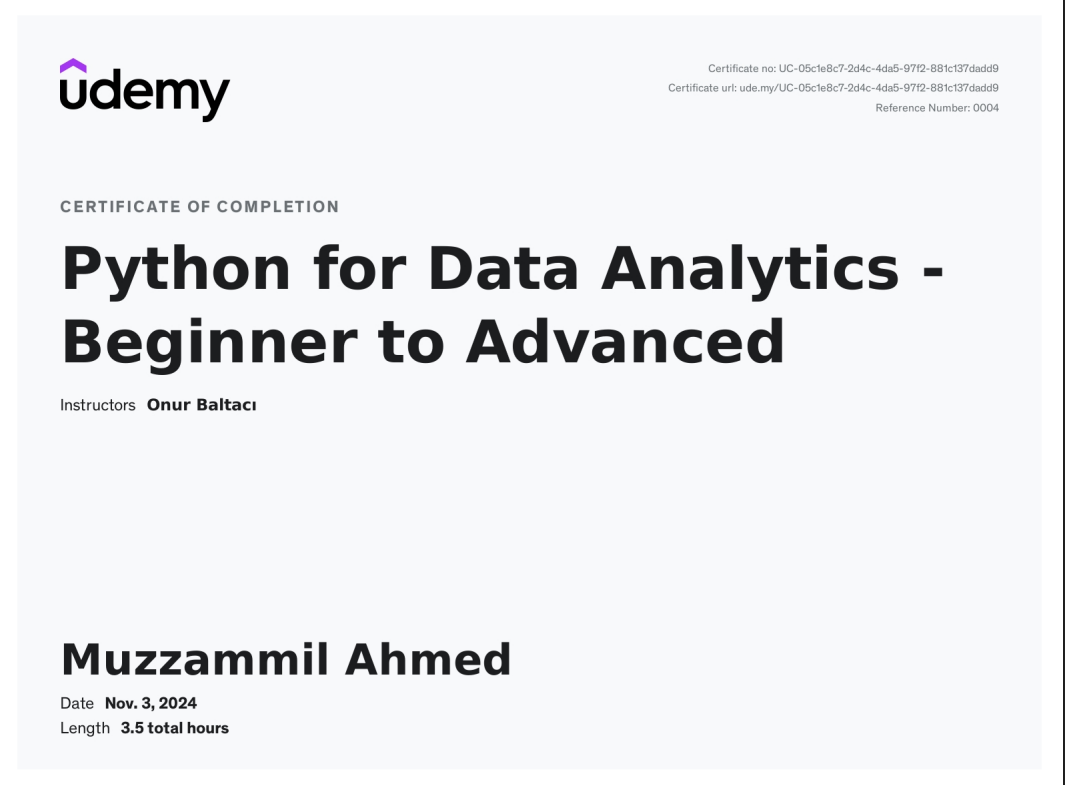 udemy
Certificate no: UC-05c1e8c7-2d4c-4da5-97f2-881c137dadd9
Certificate url: ude.my/UC-05c1e8c7-2d4c-4da5-97f2-881c137dadd9
Reference Number: 0004
CERTIFICATE OF COMPLETION
Python for Data Analytics -
Beginner to Advanced
Instructors Onur Baltacı
Muzzammil Ahmed
Date Nov. 3, 2024
Length 3.5 total hours